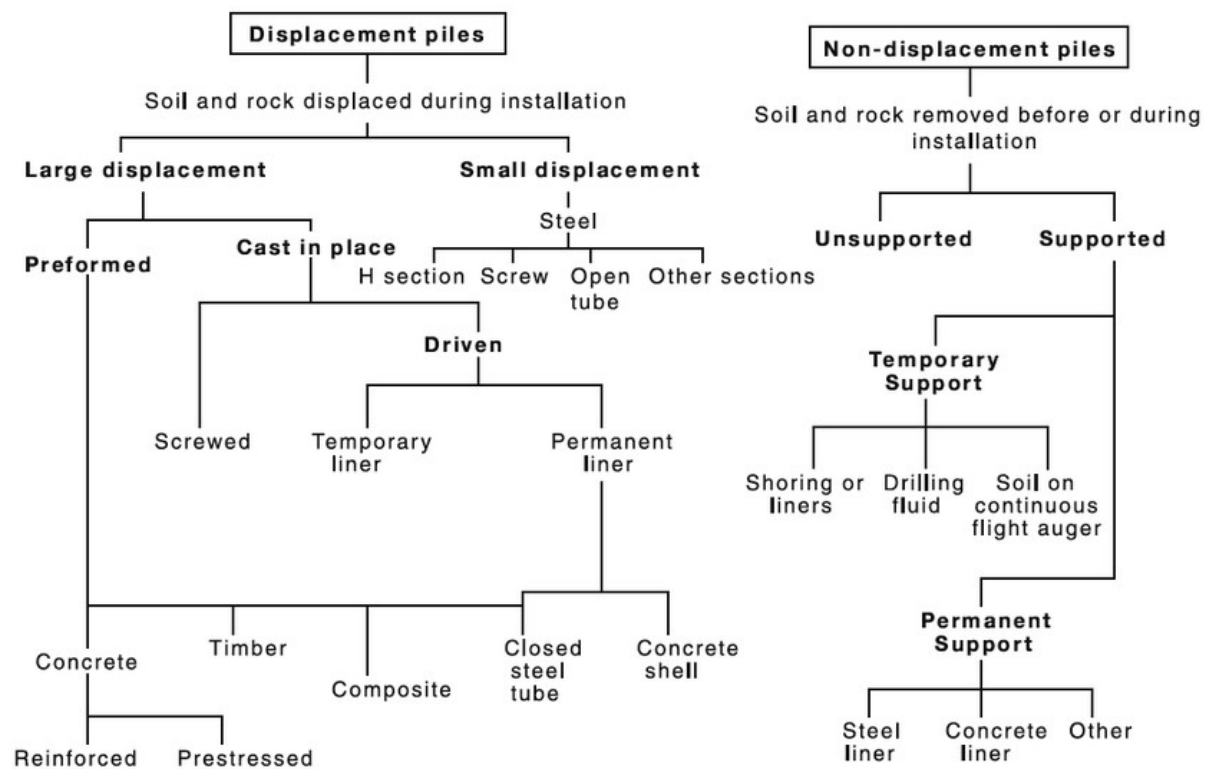 Displacement piles
Soil and rock displaced during installation
Large displacement
Small displacement
Preformed
Cast in place
Steel
H section
Screw
Open
tube
Other sections
Driven
Screwed
Temporary
liner
Permanent
liner
Concrete
Timber
Composite
Closed
steel
tube
Concrete
shell
Reinforced
Prestressed
Non-displacement piles
Soil and rock removed before or during
installation
Unsupported
Supported
Temporary
Support
Shoring or
liners
Drilling
fluid
Soil on
continuous
flight auger
Permanent
Support
Steel
liner
Concrete
liner
Other